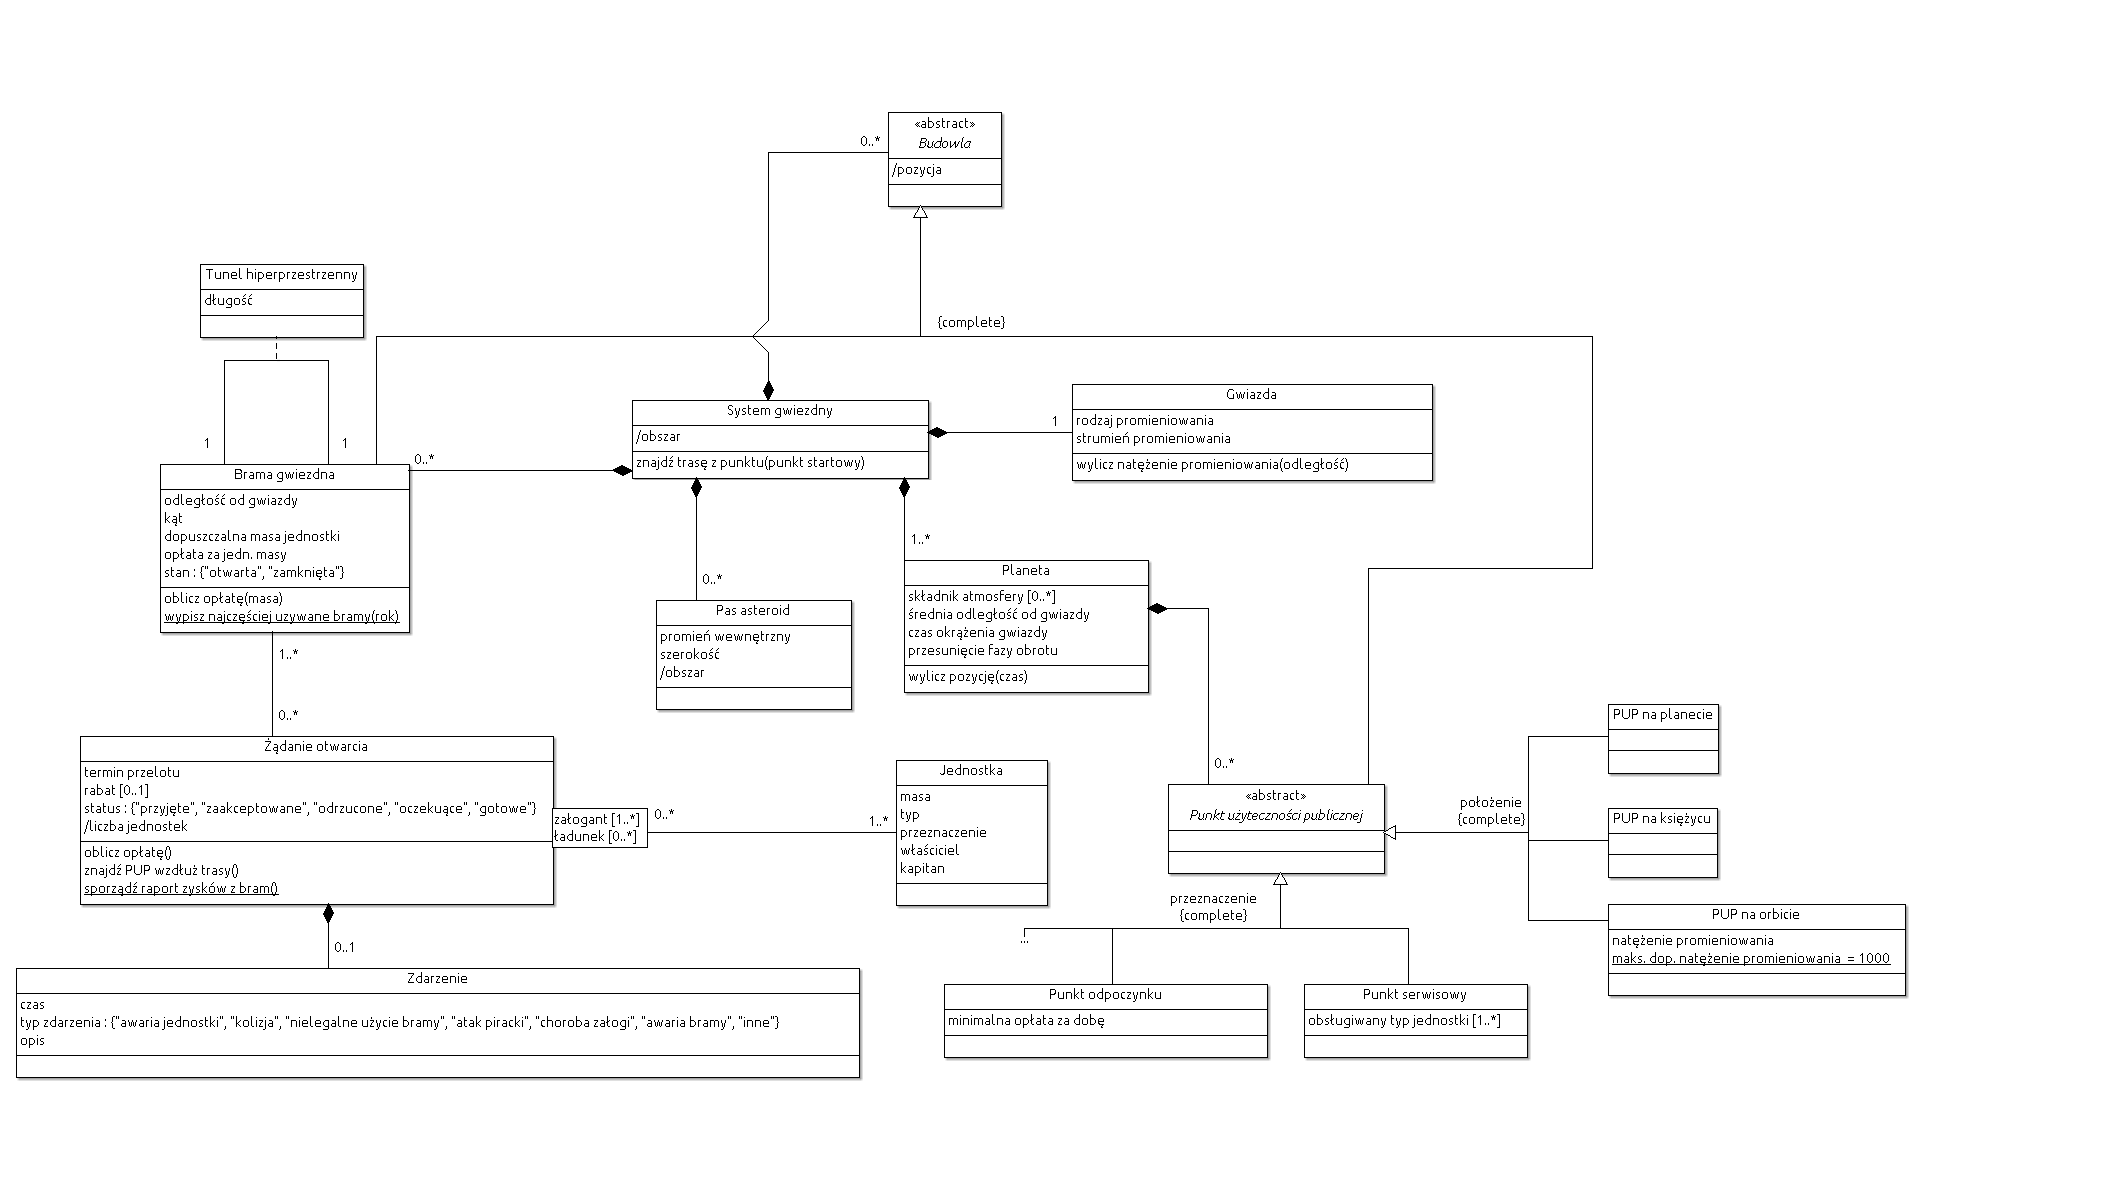 «abstract»
Budowla
/pozycja
0..*
{complete}
Tunel hiperprzestrzenny
długość
1
1
Brama gwiezdna
odległość od gwiazdy
kąt
dopuszczalna masa jednostki
opłata za jedn. masy
stan : {"otwarta", "zamknięta"}
oblicz opłatę(masa)
wypisz najczęściej uzywane bramy(rok)
0..*
System gwiezdny
/obszar
znajdź trasę z punktu(punkt startowy)
1
Gwiazda
rodzaj promieniowania
strumień promieniowania
wylicz natężenie promieniowania(odległość)
0..*
Pas asteroid
promień wewnętrzny
szerokość
/obszar
1..*
Planeta
składnik atmosfery [0..*]
średnia odległość od gwiazdy
czas okrążenia gwiazdy
przesunięcie fazy obrotu
wylicz pozycję(czas)
1..*
0..*
Żądanie otwarcia
termin przelotu
rabat [0..1]
status : {"przyjęte", "zaakceptowane", "odrzucone", "oczekuące", "gotowe"}
/liczba jednostek
oblicz opłatę()
znajdź PUP wzdłuż trasy()
sporządź raport zysków z bram()
załogant [1..*]
ładunek [0..*]
0..*
1..*
Jednostka
masa
typ
przeznaczenie
właściciel
kapitan
0..*
«abstract»
Punkt użyteczności publicznej
położenie
{complete}
PUP na planecie
PUP na księżycu
PUP na orbicie
natężenie promieniowania
maks. dop. natężenie promieniowania = 1000
przeznaczenie
{complete}
...
Punkt odpoczynku
minimalna opłata za dobę
Punkt serwisowy
obsługiwany typ jednostki [1..*]
0..1
Zdarzenie
czas
typ zdarzenia : {"awaria jednostki", "kolizja", "nielegalne użycie bramy", "atak piracki", "choroba załogi", "awaria bramy", "inne"}
opis